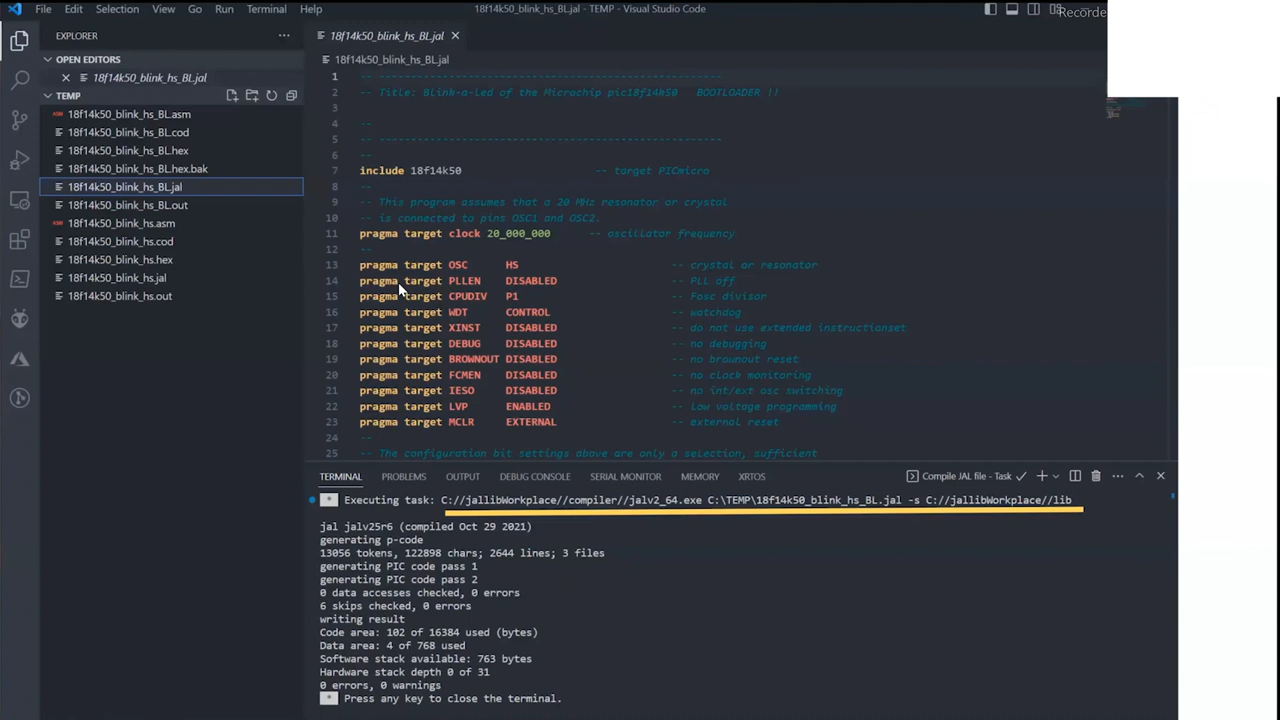 File Edit Selection View Go Run Terminal Help
18f14k50_blink_hs_BL.jal - TEMP - Visual Studio Code
Recorde
EXPLORER
OPEN EDITORS
18f14k50_blink_hs_BL.jal
TEMP
18f14k50_blink_hs_BL.asm
18f14k50_blink_hs_BL.cod
18f14k50_blink_hs_BL.hex
18f14k50_blink_hs_BL.hex.bak
18f14k50_blink_hs_BL.jal
18f14k50_blink_hs_BL.out
18f14k50_blink_hs.asm
18f14k50_blink_hs.cod
18f14k50_blink_hs.hex
18f14k50_blink_hs.jal
18f14k50_blink_hs.out
18f14k50_blink_hs_BL.jal
18f14k50_blink_hs_BL.jal
1 -- ------------------------------------------------------
2 -- Title: Blink-a-led of the Microchip pic18f14k50 BOOTLOADER !!
3
4 --
5 -- ------------------------------------------------------
6 --
7 include 18f14k50 -- target PICmicro
8 --
9 -- This program assumes that a 20 MHz resonator or crystal
10 -- is connected to pins OSC1 and OSC2.
11 pragma target clock 20_000_000 -- oscillator frequency
12 --
13 pragma target OSC HS -- crystal or resonator
14 pragma target PLLEN DISABLED -- PLL off
15 pragma target CPUDIV P1 -- Fosc divisor
16 pragma target WDT CONTROL -- watchdog
17 pragma target XINST DISABLED -- do not use extended instructionset
18 pragma target DEBUG DISABLED -- no debugging
19 pragma target BROWNOUT DISABLED -- no brownout reset
20 pragma target FCMEN DISABLED -- no clock monitoring
21 pragma target IESO DISABLED -- no int/ext osc switching
22 pragma target LVP ENABLED -- Low voltage programming
23 pragma target MCLR EXTERNAL -- external reset
24 --
25 -- The configuration bit settings above are only a selection, sufficient
TERMINAL PROBLEMS OUTPUT DEBUG CONSOLE SERIAL MONITOR MEMORY XRTOS
Compile JAL file - Task
* Executing task: C://jallibWorkplace//compiler//jalv2_64.exe C:\TEMP\18f14k50_blink_hs_BL.jal -s C://jallibWorkplace//lib
jal jalv25r6 (compiled Oct 29 2021)
generating p-code
13056 tokens, 122898 chars; 2644 lines; 3 files
generating PIC code pass 1
generating PIC code pass 2
0 data accesses checked, 0 errors
6 skips checked, 0 errors
writing result
Code area: 102 of 16384 used (bytes)
Data area: 4 of 768 used
Software stack available: 763 bytes
Hardware stack depth 0 of 31
0 errors, 0 warnings
* Press any key to close the terminal.